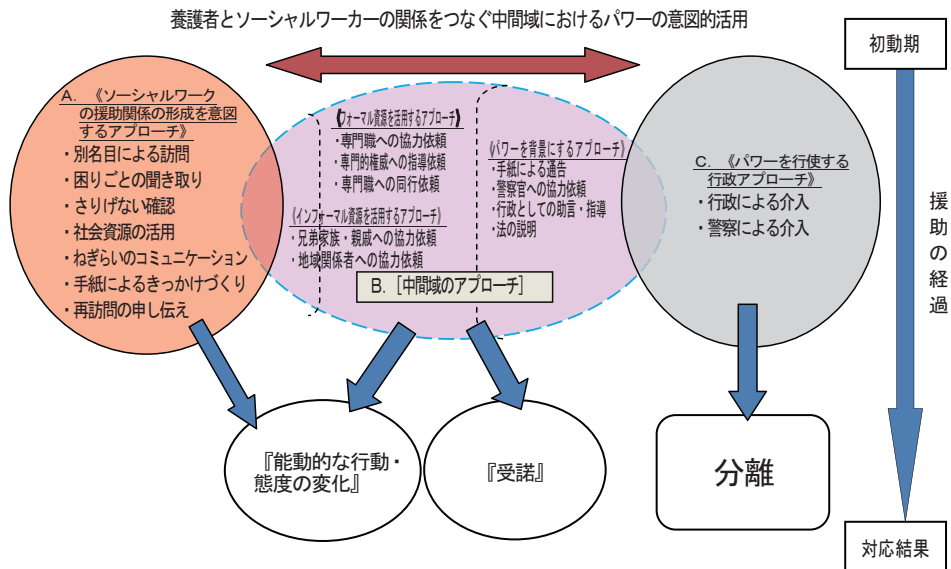 養護者とソーシャルワーカーの関係をつなぐ中間域におけるパワーの意図的活用
初動期
A. 《ソーシャルワーク
の援助関係の形成を意図
するアプローチ》
・別名目による訪問
・困りごとの聞き取り
・さりげない確認
・社会資源の活用
・ねぎらいのコミュニケーション
・手紙によるきっかけづくり
・再訪問の申し伝え
《フォーマル資源を活用するアプローチ》
・専門職への協力依頼
・専門的権威への指導依頼
・専門職への同行依頼
《インフォーマル資源を活用するアプローチ》
・兄弟家族・親戚への協力依頼
・地域関係者への協力依頼
《パワーを背景にするアプローチ》
・手紙による通告
・警察官への協力依頼
・行政としての助言・指導
・法の説明
B. [中間域のアプローチ]
C. 《パワーを行使する
行政アプローチ》
・行政による介入
・警察による介入
援助の経過
『能動的な行動・
態度の変化』
『受諾』
分離
対応結果